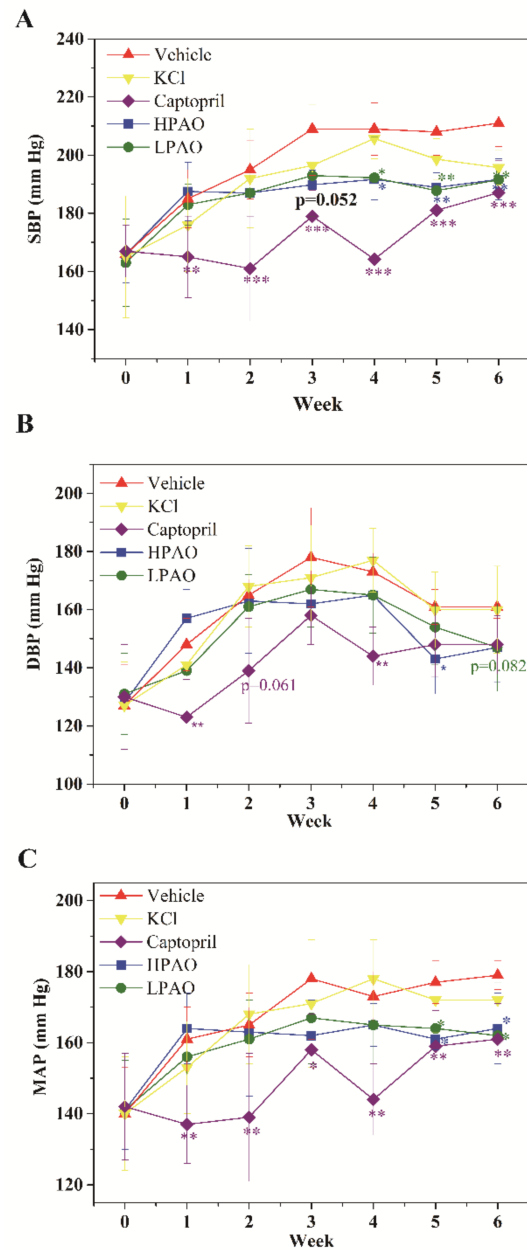 A
240
220
200
180
160
140
SBP (mm Hg)
Vehicle
KCl
Captopril
HPAO
LPAO
p=0.052
**
***
***
***
***
***
*
*
**
**
**
**
0 1 2 3 4 5 6
Week
B
200
180
160
140
120
100
DBP (mm Hg)
Vehicle
KCl
Captopril
HPAO
LPAO
p=0.061
p=0.082
**
**
*
0 1 2 3 4 5 6
Week
C
200
180
160
140
120
MAP (mm Hg)
Vehicle
KCl
Captopril
HPAO
LPAO
**
**
*
**
**
**
*
*
*
*
0 1 2 3 4 5 6
Week